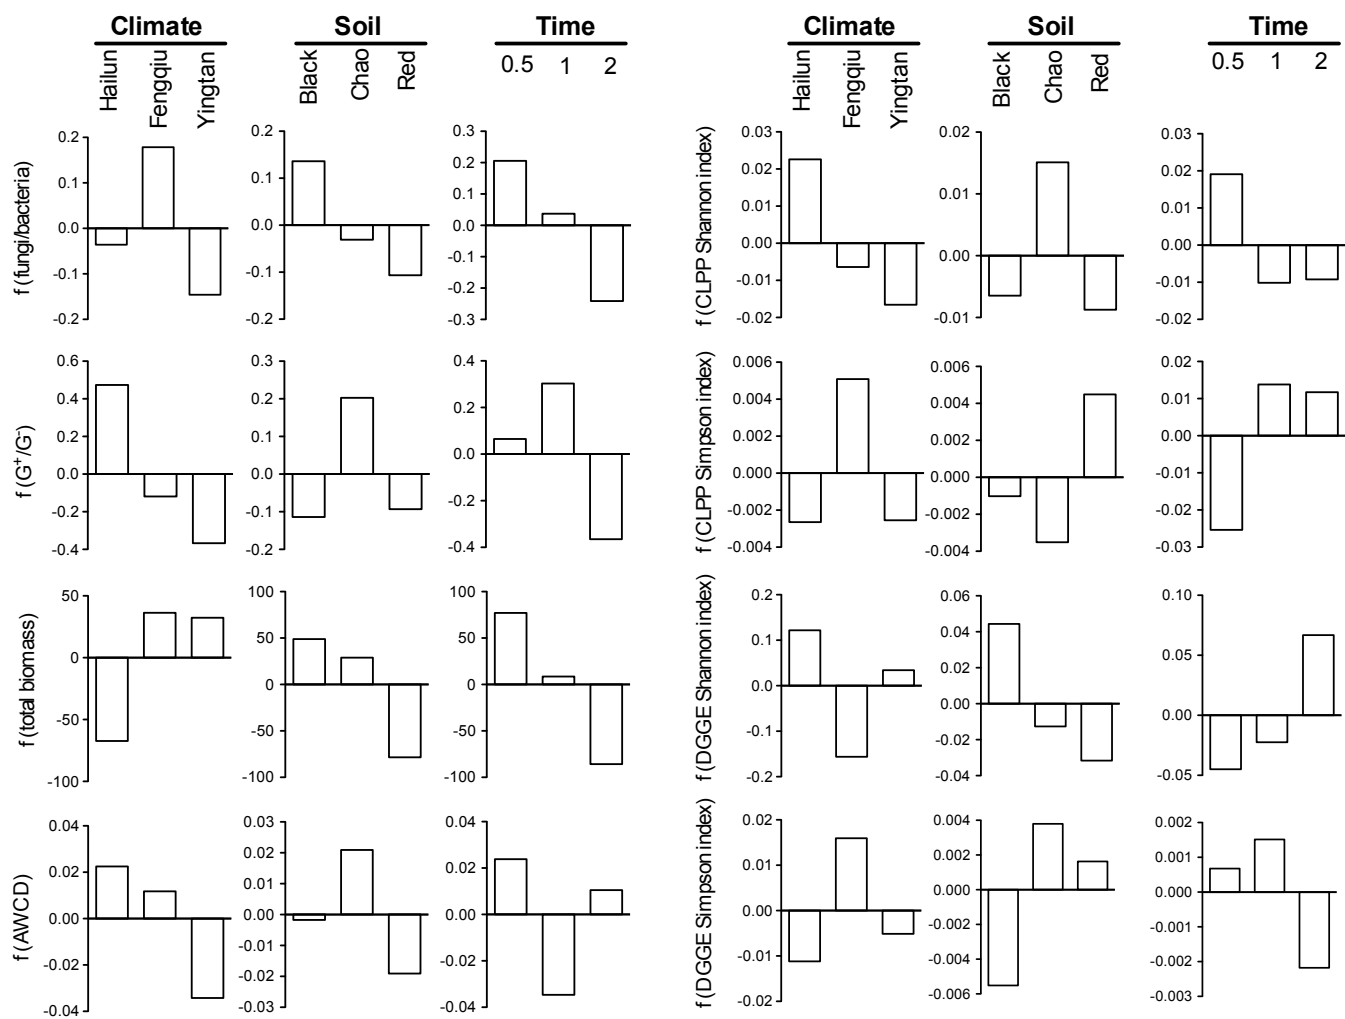 Climate Soil Time Climate Soil Time
Hailun Fengqiu Yingtan Black Chao Red 0.5 1 2 Hailun Fengqiu Yingtan Black Chao Red 0.5 1 2
f (fungi/bacteria)
0.2 0.1 0.0 -0.1 -0.2
0.2 0.1 0.0 -0.1 -0.2
0.3 0.2 0.1 0.0 -0.1 -0.2 -0.3
f (CLPP Shannon index)
0.03 0.02 0.01 0.00 -0.01 -0.02
0.02 0.01 0.00 -0.01
0.03 0.02 0.01 0.00 -0.01 -0.02
f (G+/G-)
0.6 0.4 0.2 0.0 -0.2 -0.4
0.3 0.2 0.1 0.0 -0.1 -0.2
0.4 0.2 0.0 -0.2 -0.4
f (CLPP Simpson index)
0.006 0.004 0.002 0.000 -0.002 -0.004
0.006 0.004 0.002 0.000 -0.002 -0.004
0.02 0.01 0.00 -0.01 -0.02 -0.03
f (total biomass)
50 0 -50 -100
100 50 0 -50 -100
100 50 0 -50 -100
f (DGGE Shannon index)
0.2 0.1 0.0 -0.1 -0.2
0.06 0.04 0.02 0.00 -0.02 -0.04
0.10 0.05 0.00 -0.05
f (AWCD)
0.04 0.02 0.00 -0.02 -0.04
0.03 0.02 0.01 0.00 -0.01 -0.02 -0.03
0.04 0.02 0.00 -0.02 -0.04
f (DGGE Simpson index)
0.02 0.01 0.00 -0.01 -0.02
0.004 0.002 0.000 -0.002 -0.004 -0.006
0.002 0.001 0.000 -0.001 -0.002 -0.003